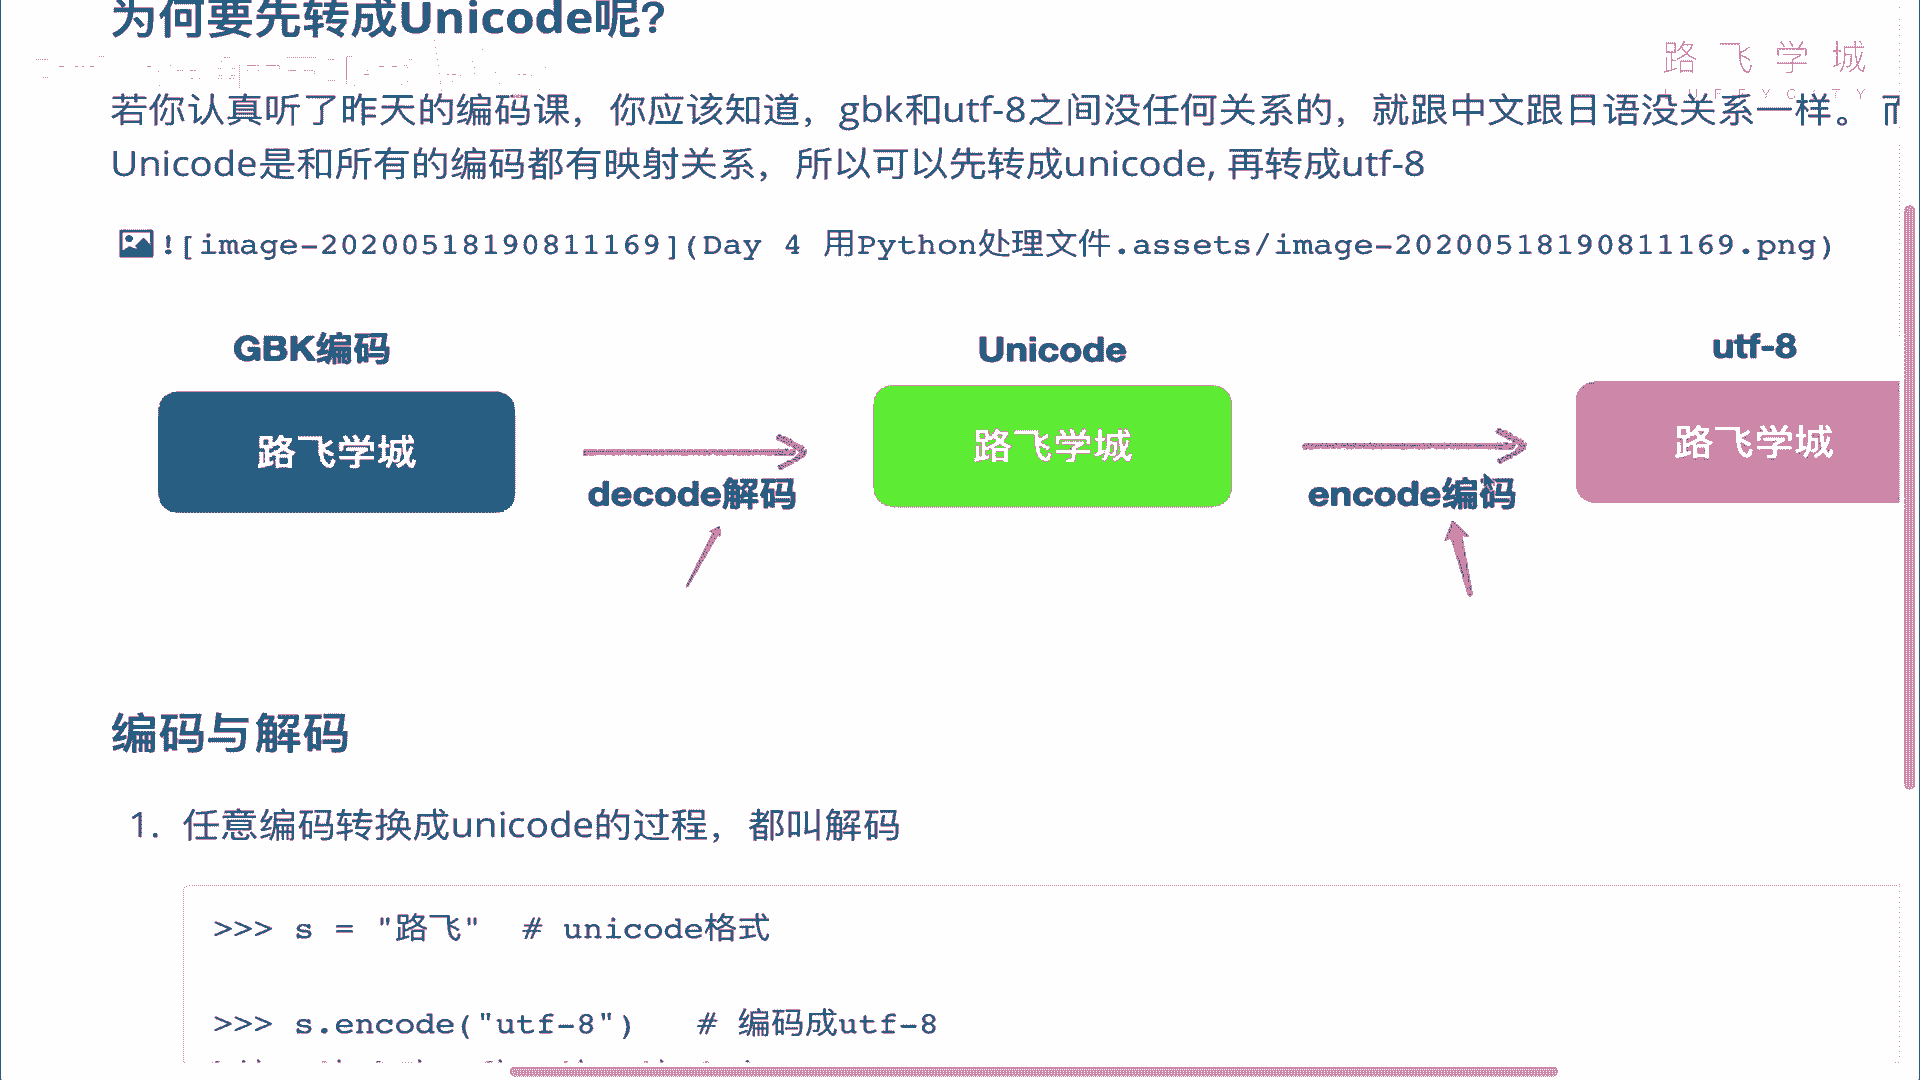 为何要先转成Unicode呢?
路飞学城
LUFFYCITY
若你认真听了昨天的编码课，你应该知道，gbk和utf-8之间没任何关系的，就跟中文跟日语没关系一样。而
Unicode是和所有的编码都有映射关系，所以可以先转成unicode, 再转成utf-8
![image-20200518190811169](Day 4 用Python处理文件.assets/image-20200518190811169.png)
GBK编码
Unicode
utf-8
路飞学城
路飞学城
路飞学城
decode解码
encode编码
编码与解码
1. 任意编码转换成unicode的过程，都叫解码
>>> s = "路飞"  # unicode格式
>>> s.encode("utf-8")   # 编码成utf-8